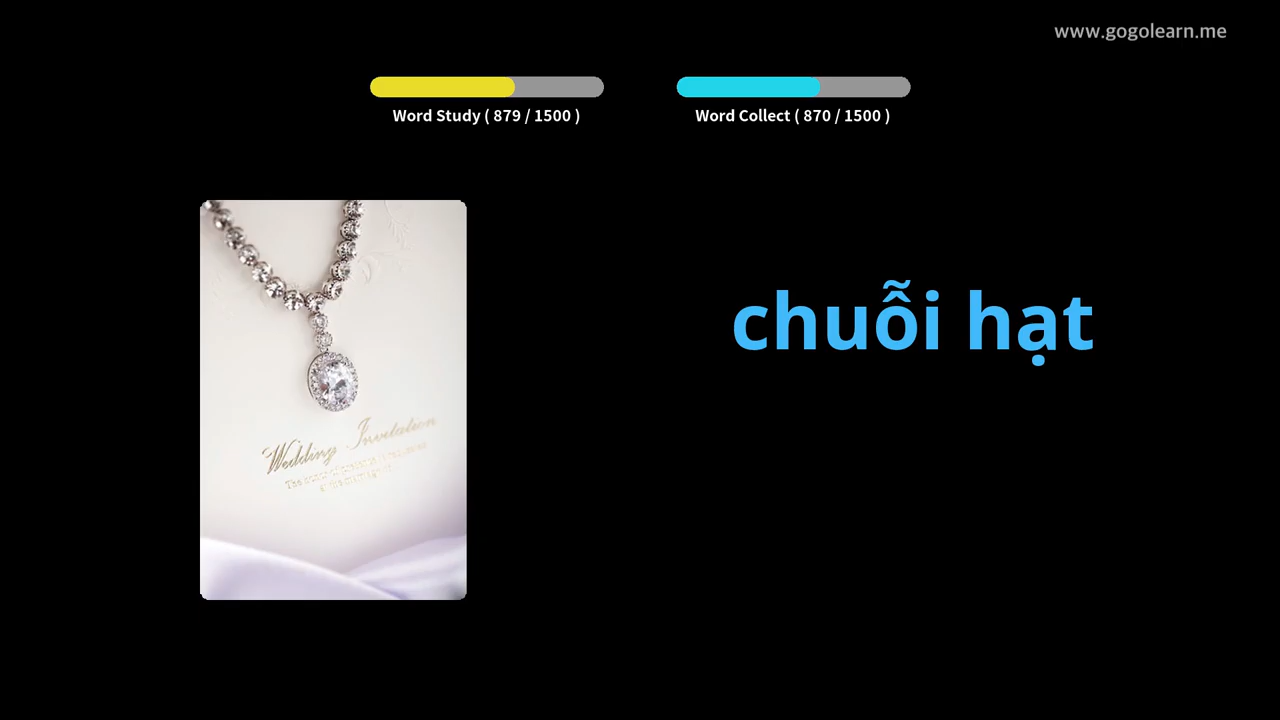 www.gogolearn.me
Word Study ( 879 / 1500 )
Word Collect ( 870 / 1500 )
chuỗi hạt
Wedding Invitation